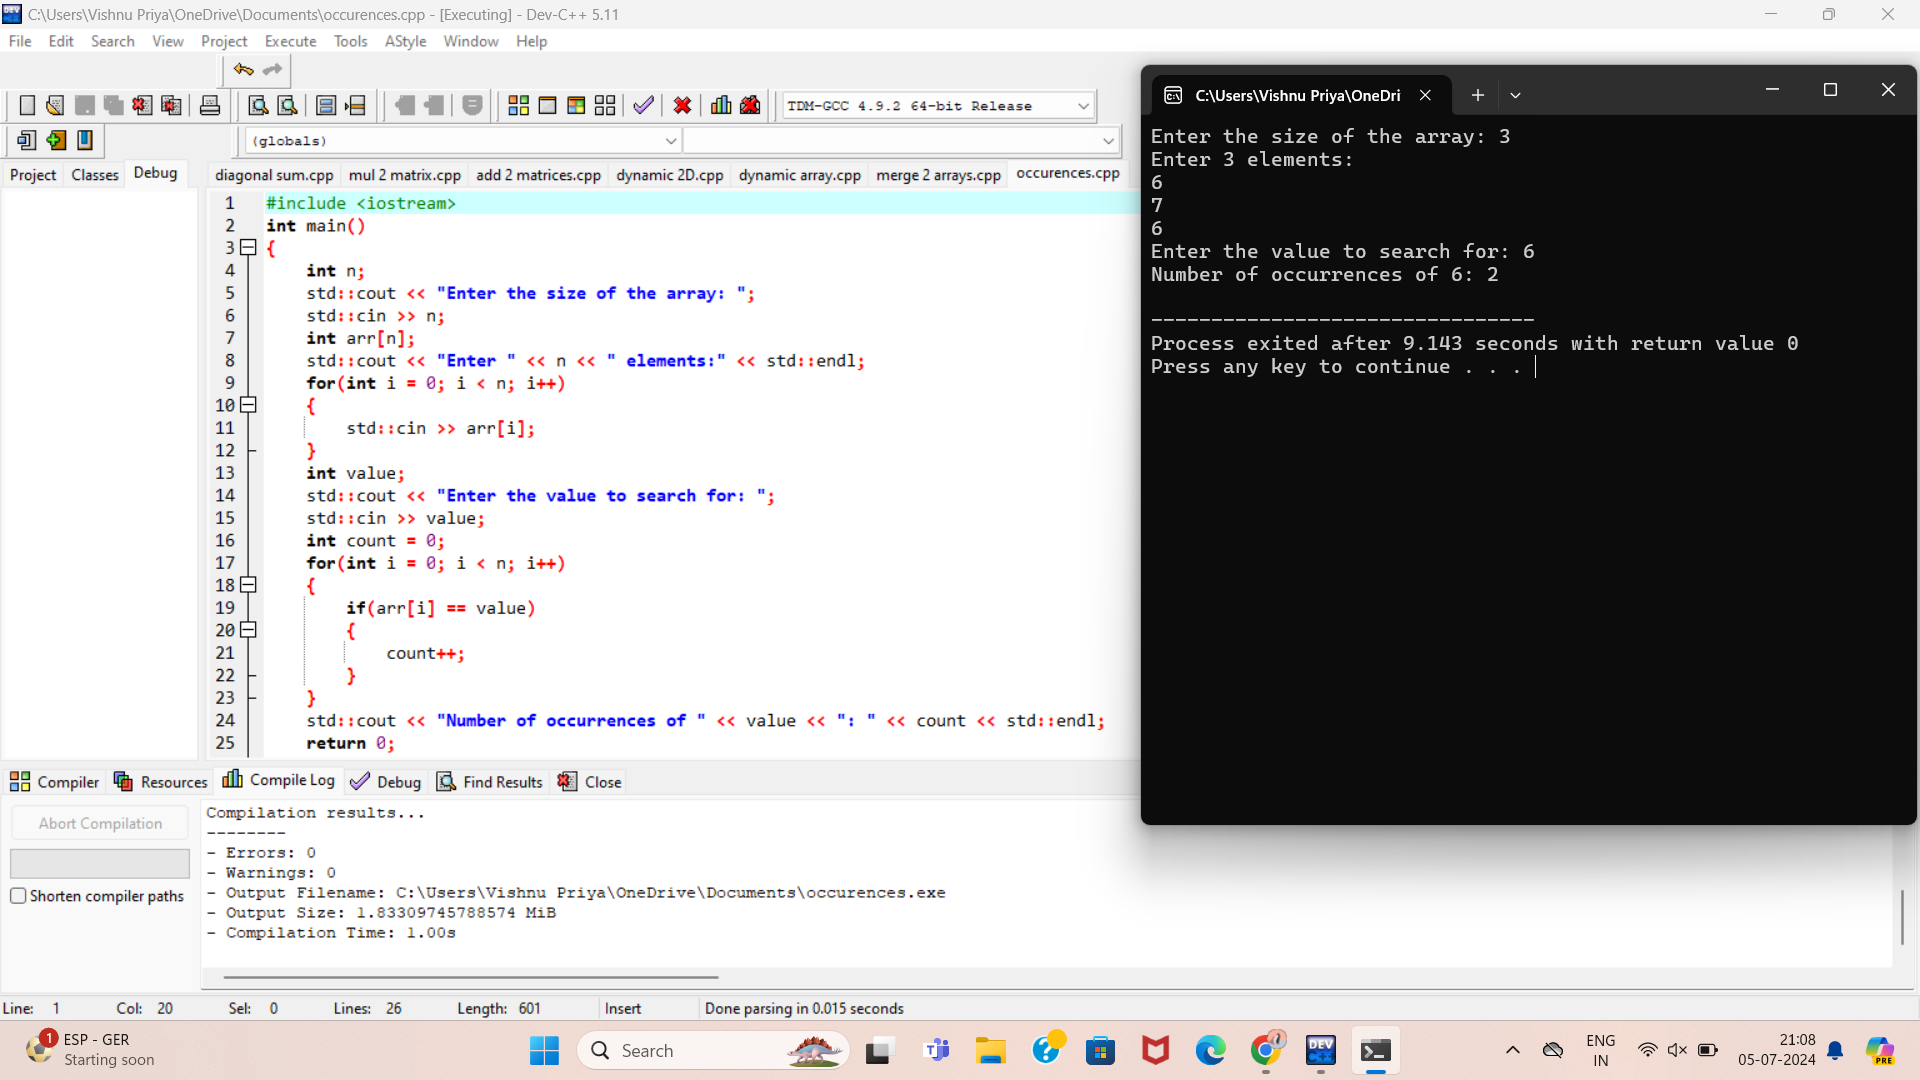 C:\Users\Vishnu Priya\OneDrive\Documents\occurences.cpp - [Executing] - Dev-C++ 5.11
File Edit Search View Project Execute Tools AStyle Window Help
TDM-GCC 4.9.2 64-bit Release
(globals)
Project Classes Debug
diagonal sum.cpp mul 2 matrix.cpp add 2 matrices.cpp dynamic 2D.cpp dynamic array.cpp merge 2 arrays.cpp occurences.cpp
1 #include <iostream>
2 int main()
3 {
4 int n;
5 std::cout << "Enter the size of the array: ";
6 std::cin >> n;
7 int arr[n];
8 std::cout << "Enter " << n << " elements:" << std::endl;
9 for(int i = 0; i < n; i++)
10 {
11 std::cin >> arr[i];
12 }
13 int value;
14 std::cout << "Enter the value to search for: ";
15 std::cin >> value;
16 int count = 0;
17 for(int i = 0; i < n; i++)
18 {
19 if(arr[i] == value)
20 {
21 count++;
22 }
23 }
24 std::cout << "Number of occurrences of " << value << ": " << count << std::endl;
25 return 0;
C:\Users\Vishnu Priya\OneDri
Enter the size of the array: 3
Enter 3 elements:
6
7
6
Enter the value to search for: 6
Number of occurrences of 6: 2
--------------------------------
Process exited after 9.143 seconds with return value 0
Press any key to continue . . .
Compiler Resources Compile Log Debug Find Results Close
Abort Compilation
Shorten compiler paths
Compilation results...
--------
- Errors: 0
- Warnings: 0
- Output Filename: C:\Users\Vishnu Priya\OneDrive\Documents\occurences.exe
- Output Size: 1.83309745788574 MiB
- Compilation Time: 1.00s
Line: 1 Col: 20 Sel: 0 Lines: 26 Length: 601 Insert Done parsing in 0.015 seconds
1
ESP - GER
Starting soon
Search
DEV
ENG
IN
21:08
05-07-2024
PRE